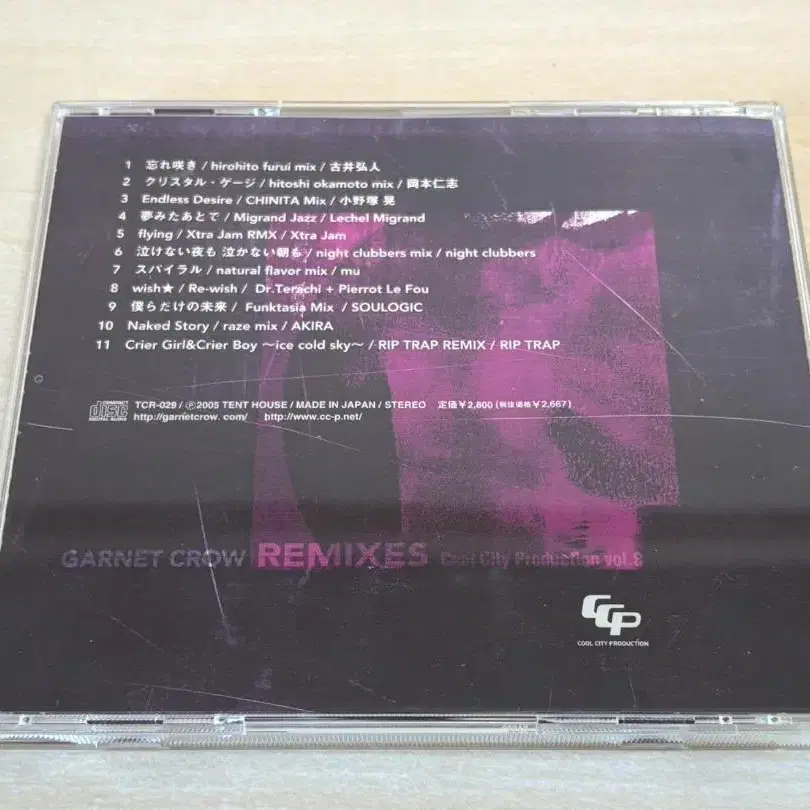 1 忘れ咲き / hirohito furui mix / 古井弘人
2 クリスタル・ゲージ / hitoshi okamoto mix / 岡本仁志
3 Endless Desire / CHINITA Mix / 小野塚 晃
4 夢みたあとで / Migrand Jazz / Lechel Migrand
5 flying / Xtra Jam RMX / Xtra Jam
6 泣けない夜も 泣かない朝も / night clubbers mix / night clubbers
7 スパイラル / natural flavor mix / mu
8 wish★ / Re-wish / Dr.Terachi + Pierrot Le Fou
9 僕らだけの未来 / Funktasia Mix / SOULOGIC
10 Naked Story / raze mix / AKIRA
11 Crier Girl&Crier Boy ～ice cold sky～ / RIP TRAP REMIX / RIP TRAP
COMPACT disc DIGITAL AUDIO
TCR-029 / Ⓟ2005 TENT HOUSE / MADE IN JAPAN / STEREO 定価¥2,800 (税抜価格¥2,667)
http://garnetcrow.com/ http://www.cc-p.net/
GARNET CROW REMIXES Cool City Production vol.8
CCP
COOL CITY PRODUCTION